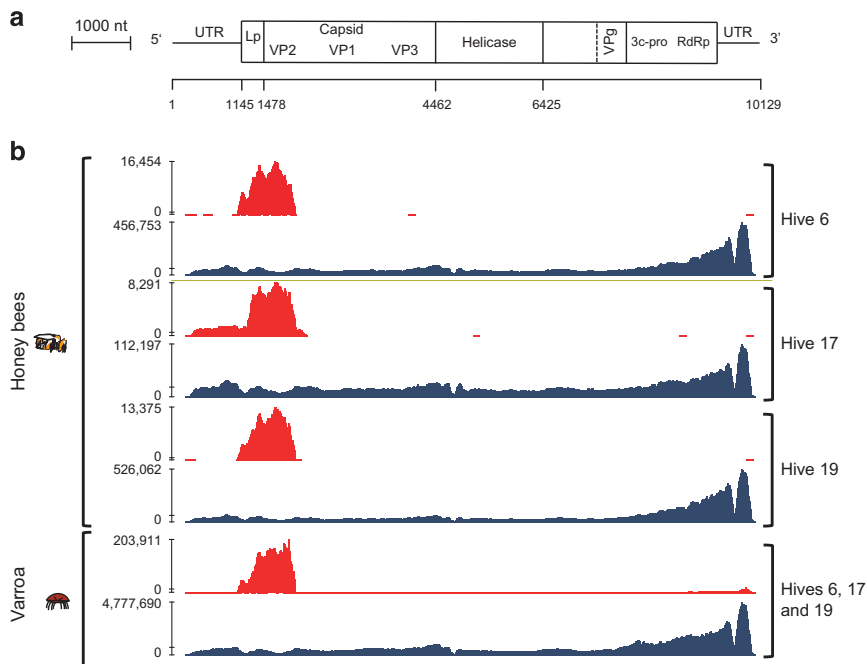 a
1000 nt
5‘ UTR Lp Capsid Helicase VPg 3c-pro RdRp UTR 3’
VP2 VP1 VP3
1 1145 1478 4462 6425 10129
b
Honey bees
16,454
0
456,753
0
Hive 6
8,291
0
112,197
0
Hive 17
13,375
0
526,062
0
Hive 19
Varroa
203,911
0
4,777,690
0
Hives 6, 17
and 19